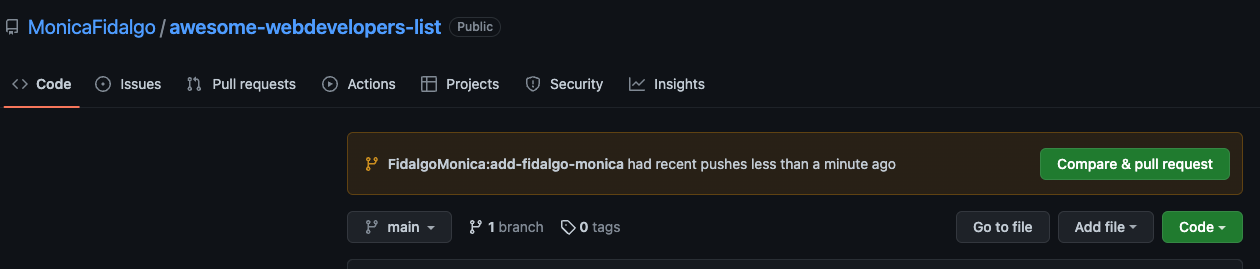 MonicaFidalgo / awesome-webdevelopers-list Public
Code Issues Pull requests Actions Projects Security Insights
FidalgoMonica:add-fidalgo-monica had recent pushes less than a minute ago Compare & pull request
main 1 branch 0 tags Go to file Add file Code